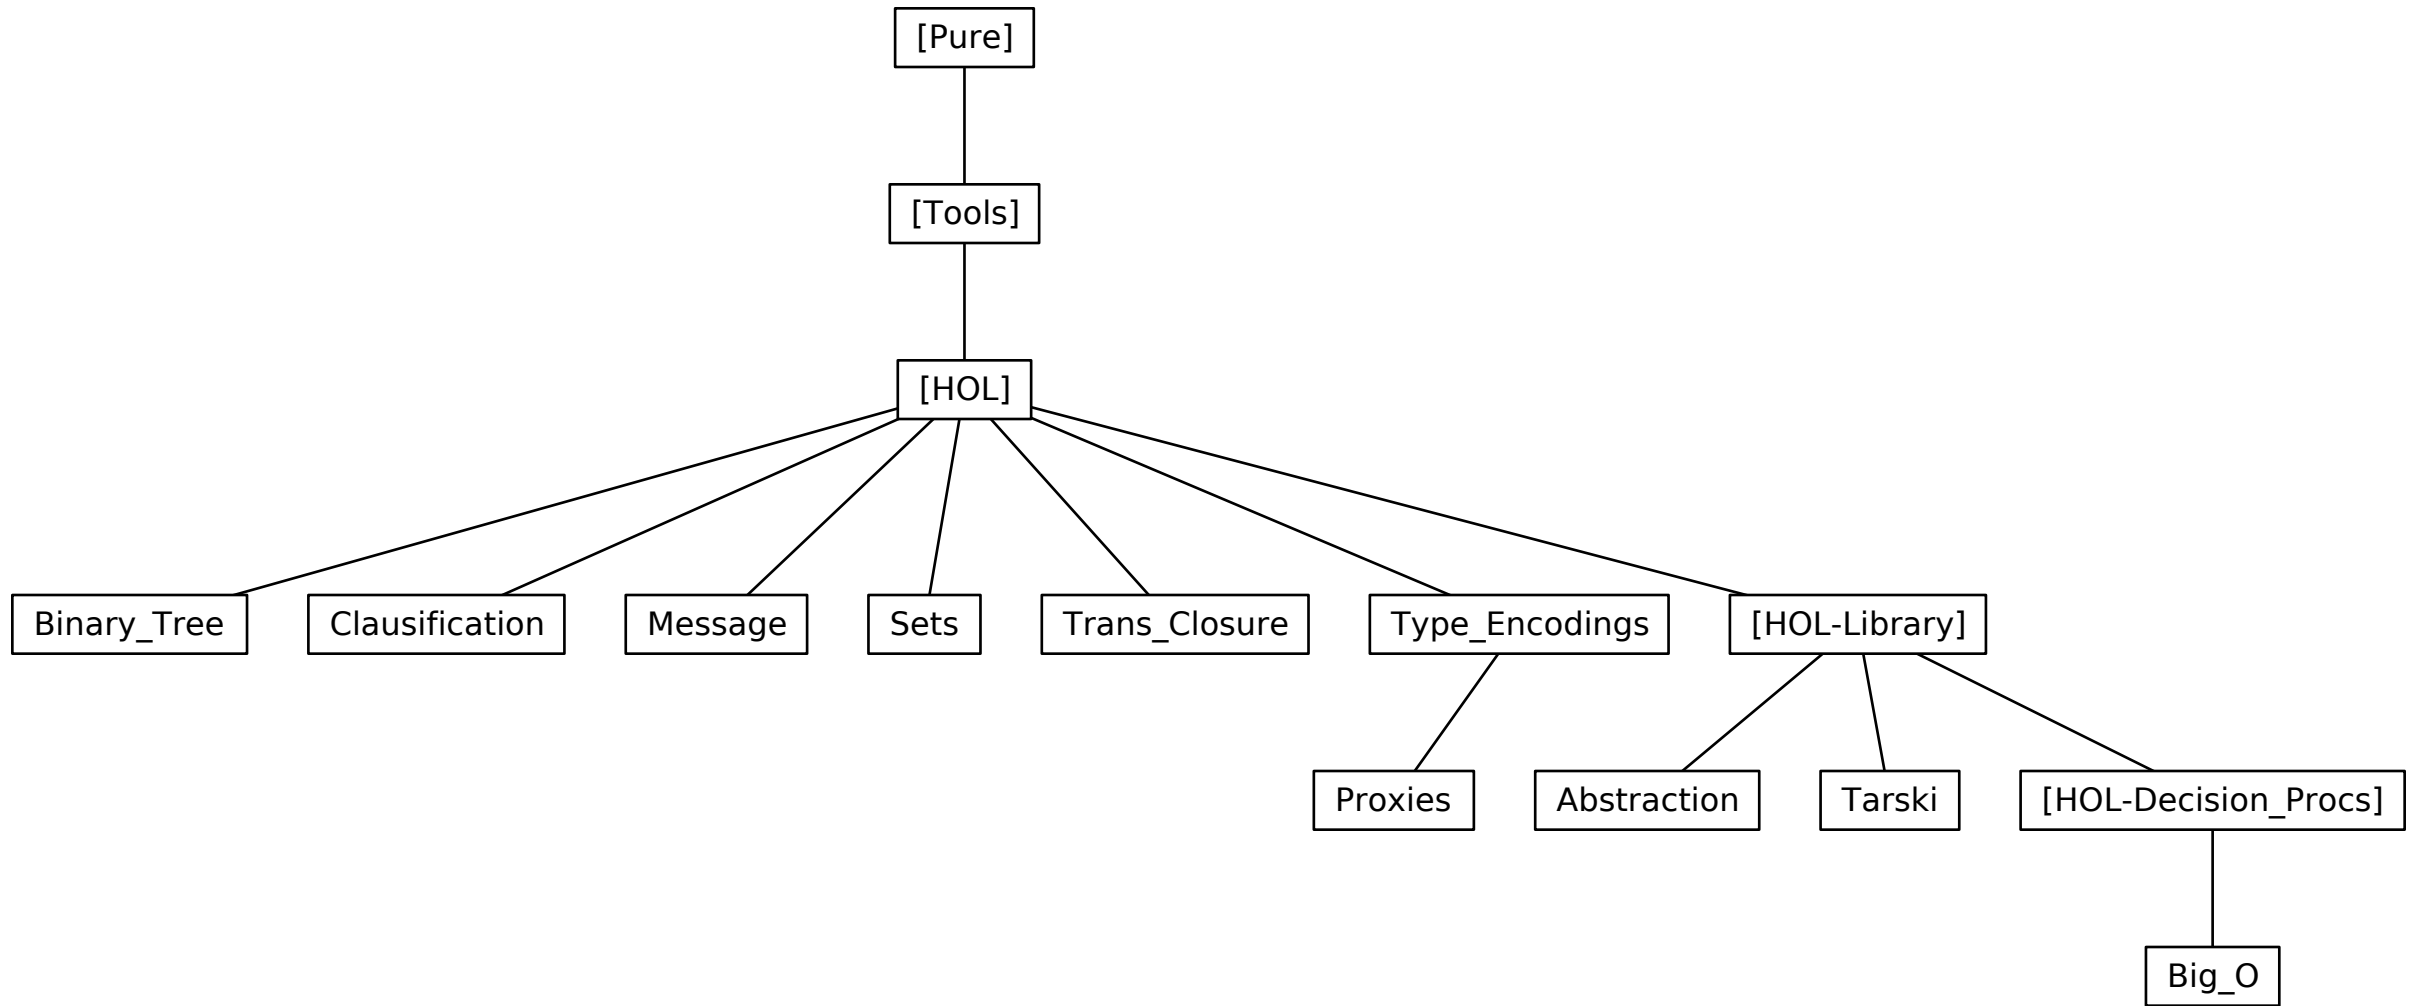 [Pure]
[Tools]
[HOL]
Binary_Tree
Clausification
Message
Sets
Trans_Closure
Type_Encodings
[HOL-Library]
Proxies
Abstraction
Tarski
[HOL-Decision_Procs]
Big_O